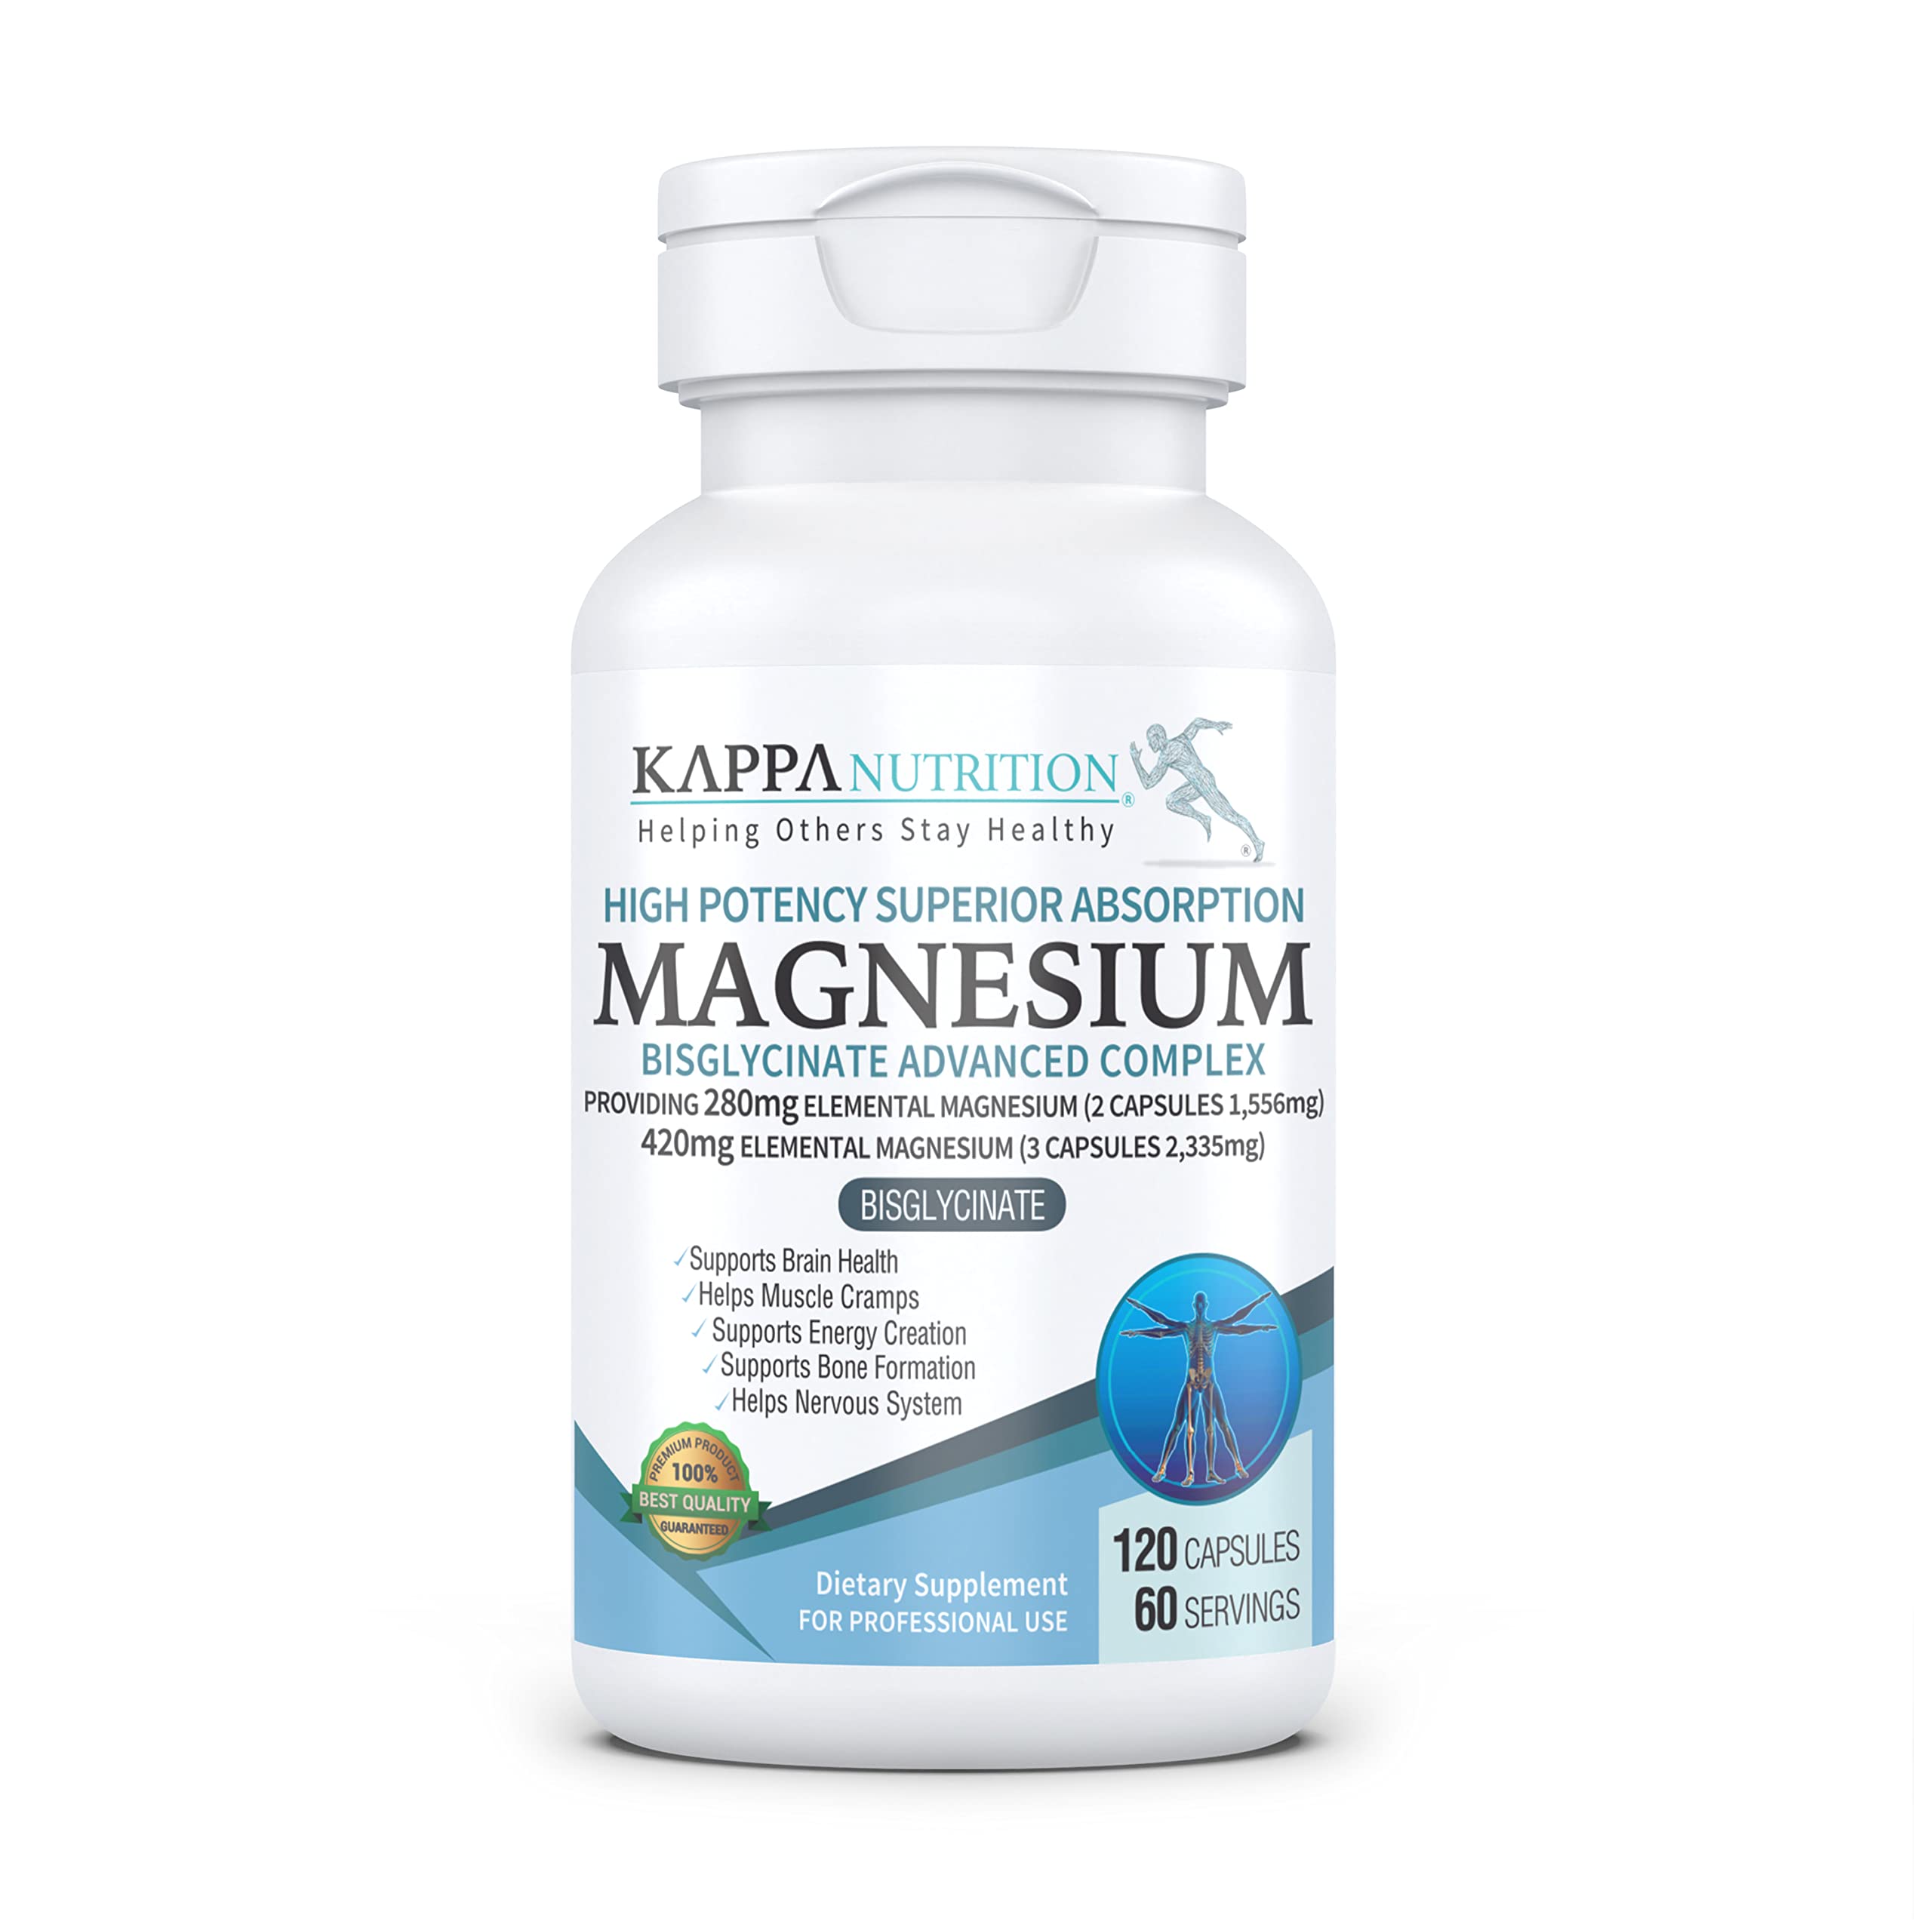 KAPPA NUTRITION®
Helping Others Stay Healthy
®
HIGH POTENCY SUPERIOR ABSORPTION
MAGNESIUM
BISGLYCINATE ADVANCED COMPLEX
PROVIDING 280mg ELEMENTAL MAGNESIUM (2 CAPSULES 1,556mg)
420mg ELEMENTAL MAGNESIUM (3 CAPSULES 2,335mg)
BISGLYCINATE
✓Supports Brain Health
✓Helps Muscle Cramps
✓Supports Energy Creation
✓Supports Bone Formation
✓Helps Nervous System
PREMIUM PRODUCT
100%
BEST QUALITY
GUARANTEED
Dietary Supplement
FOR PROFESSIONAL USE
120 CAPSULES
60 SERVINGS